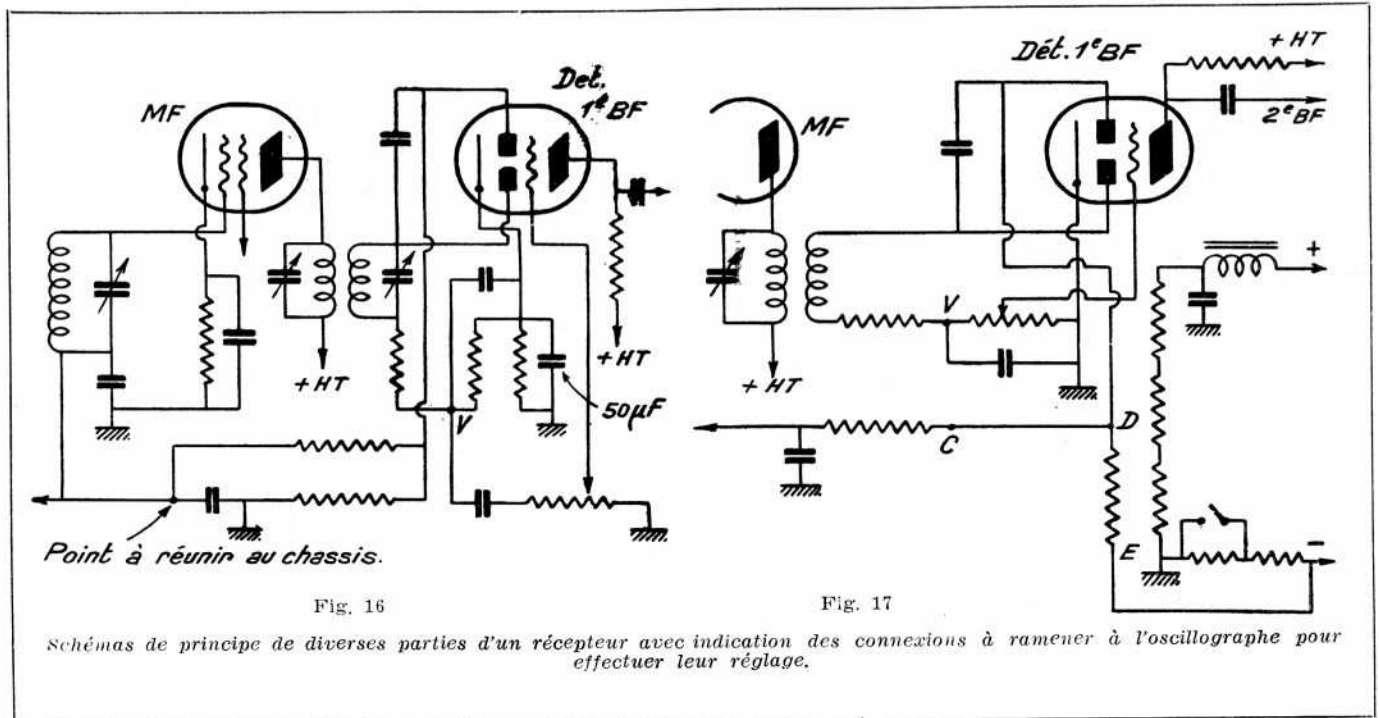 MF
Det.
1e BF
+ HT
+ HT
50µF
V
Point à réunir au chassis.
Fig. 16
Dét. 1e BF
+ HT
2e BF
MF
V
+
+ HT
D
C
E
-
Fig. 17
Schémas de principe de diverses parties d'un récepteur avec indication des connexions à ramener à l'oscillographe pour
effectuer leur réglage.